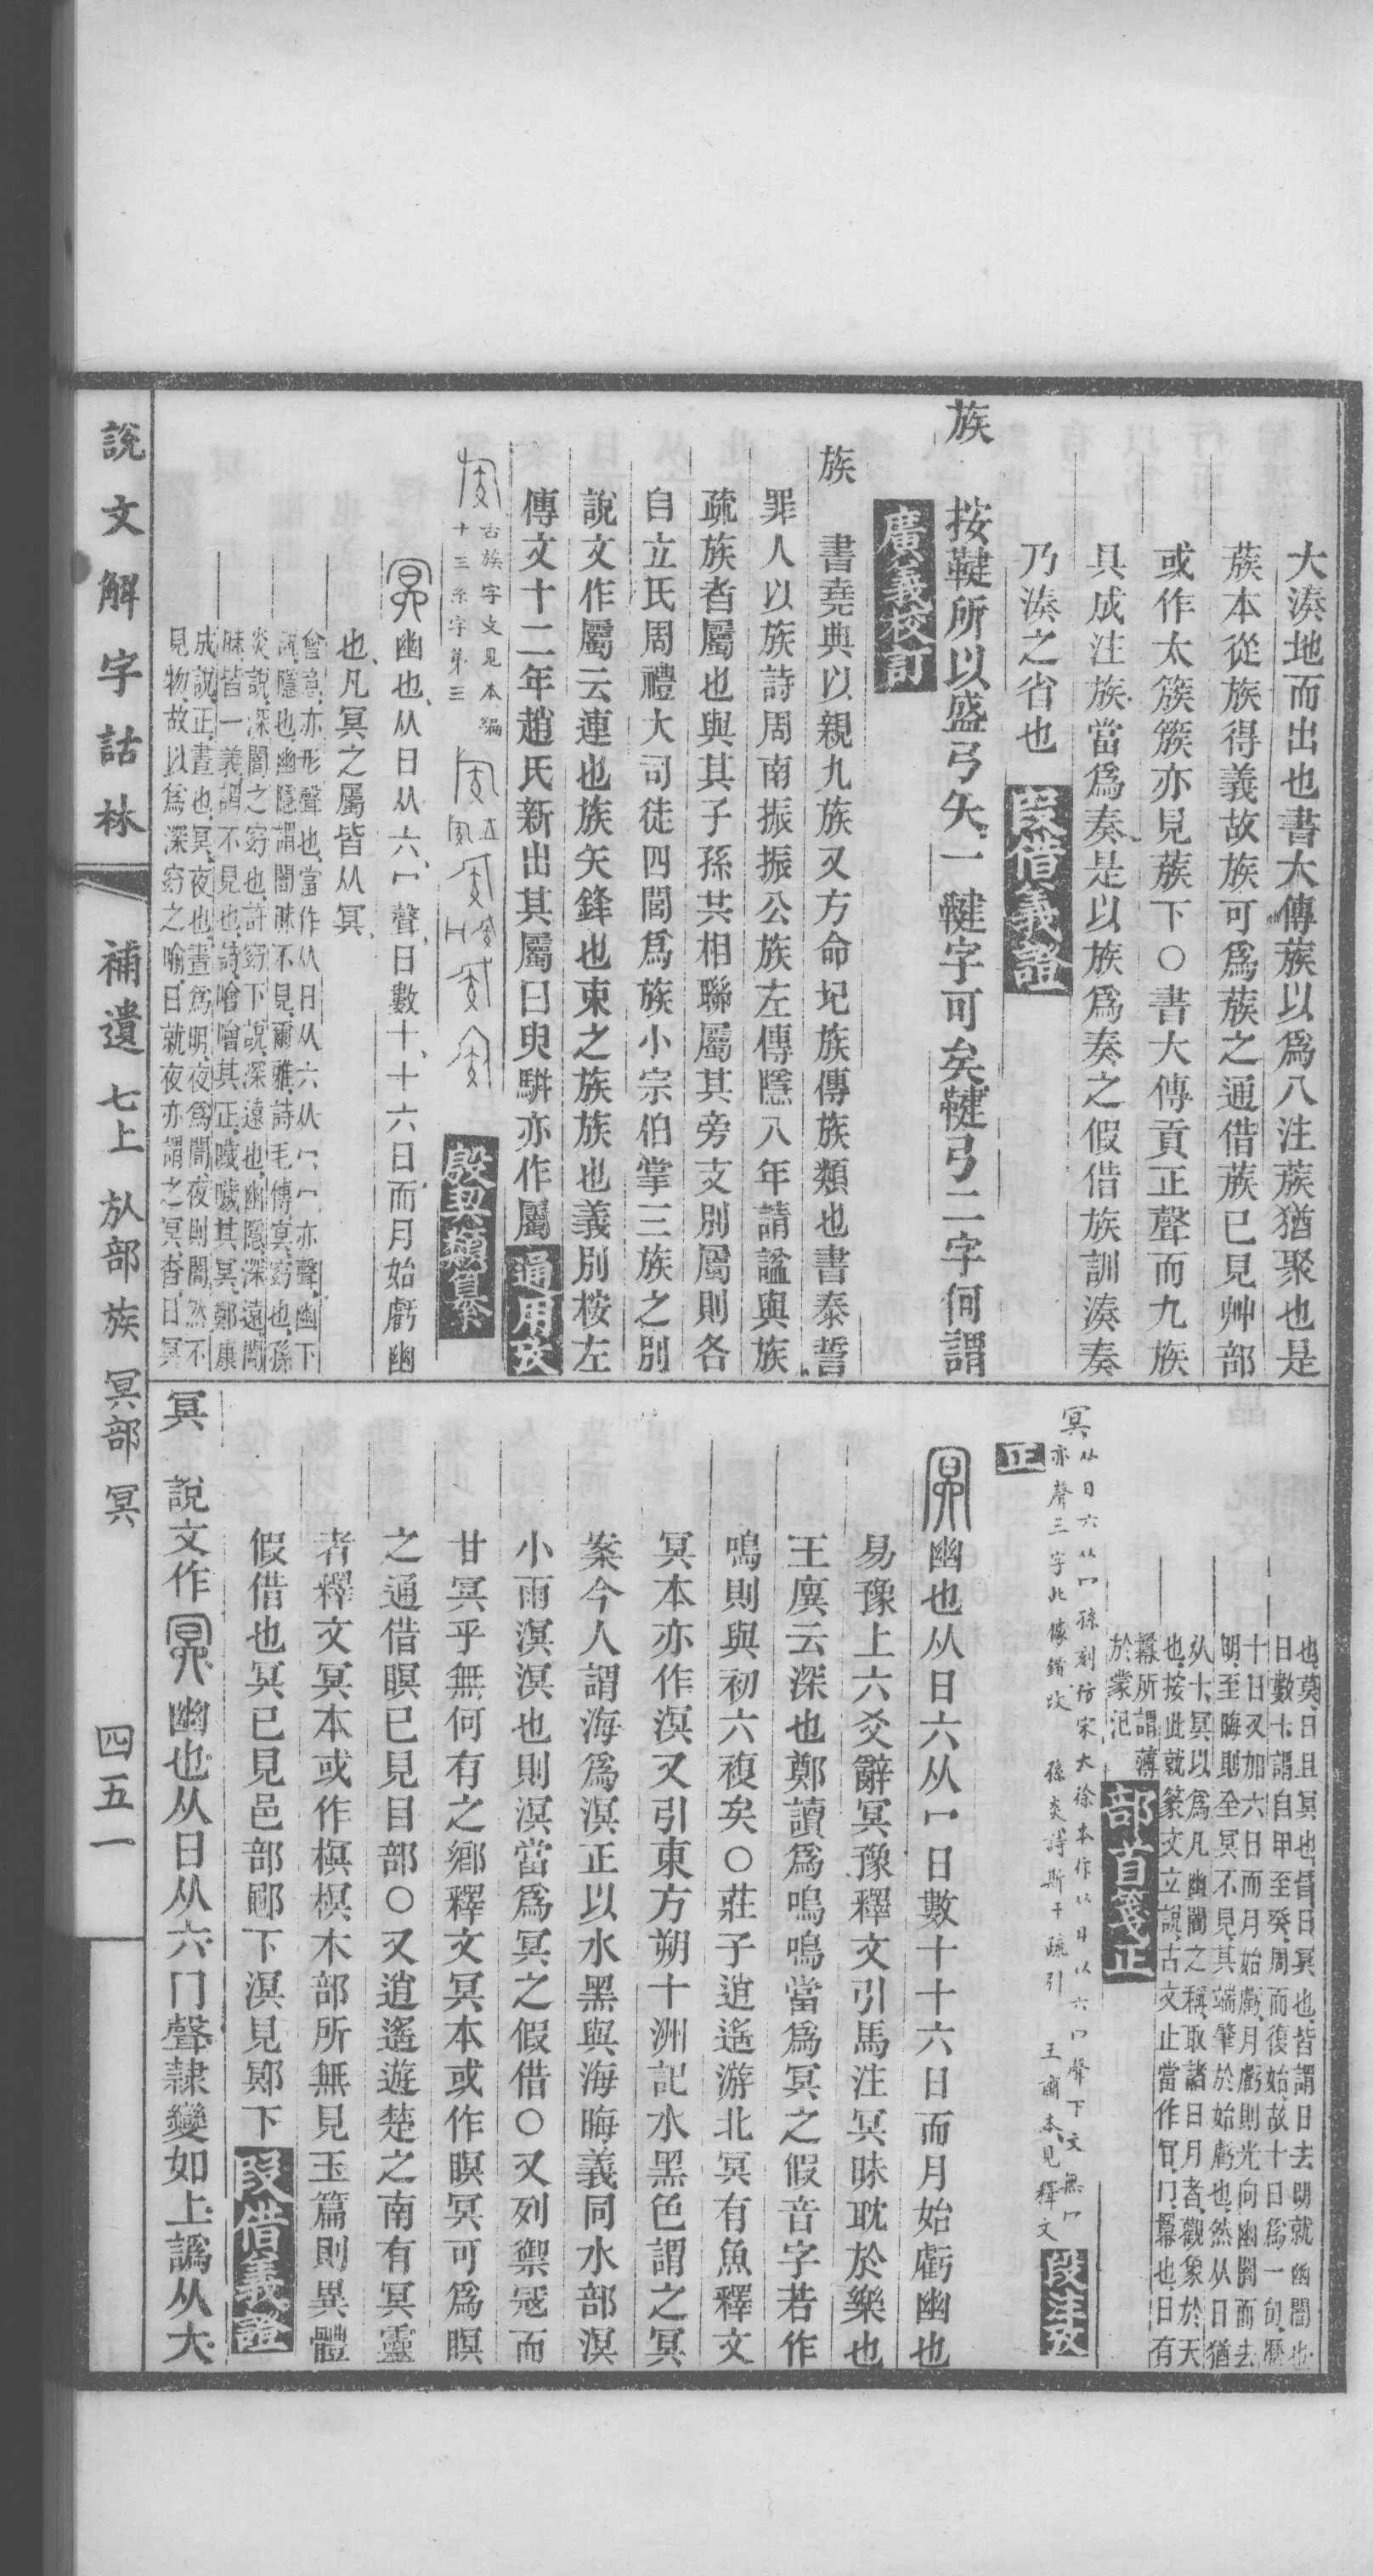 大湊地而出也書大傳蔟以爲八注蔟猶聚也是
蔟本從族得義故族可爲蔟之通借族已見艸部
或作太簇簇亦見蔟下○書大傳貢正聲而九族
具成注族當爲奏是以族爲奏之假借族訓湊奏
乃湊之省也 叚借義證
族 按鞬所以盛弓矢一鞬字可矣鞬弓二字何謂
廣義校訂
族 書堯典以親九族又方命圮族傳族類也書泰誓
罪人以族詩周南振振公族左傳隱八年請諡與族
疏族者屬也與其子孫共相聯屬其旁支別屬則各
自立氏周禮大司徒四閭爲族小宗伯掌三族之別
說文作屬云連也族矢鋒也束之族族也義別桉左
傳文十二年趙氏新出其屬曰臾駢亦作屬 通用攷
古族字文見本編
十三系字第三
殷契類纂
幽也从日从六冖聲日數十十六日而月始虧幽
也凡冥之屬皆从冥
會意亦形聲也當作从日从六从冖冖亦聲幽下
說隱也幽隱謂闇昧不見爾雅詩毛傳冥窈也孫
炎說深闇之窈也許窈下說深遠也幽隱深遠闇
昧皆一義謂不見也詩噲噲其正噦噦其冥鄭康
成說正晝也冥夜也晝爲明夜爲闇夜則闇然不
見物故以爲深窈之喻日就夜亦謂之冥杳日冥
也莫日且冥也昏日冥也皆謂日去明就幽闇也
日數十謂自甲至癸周而復始故十日爲一旬歷
十日又加六日而月始虧月虧則光向幽闇而去
明至晦則至冥不見其端肇於始虧也然从日猶
从十冥以爲凡幽闇之稱取諸日月者觀象於天
也按此就篆文立說古文止當作冝冂羃也日有
羃所謂薄
於蒙汜 部首箋正
冥 从日六从冖孫刻仿宋大徐本作从日从六冖聲下文無冖
亦聲三字此像鍇攷 孫炎語斯干疏引 王肅本見釋文 段注攷
正
幽也从日六从冖日數十十六日而月始虧幽也
易豫上六爻辭冥豫釋文引馬注冥昧耽於樂也
王廙云深也鄭讀爲鳴鳴當爲冥之假音字若作
鳴則與初六複矣○莊子逍遙游北冥有魚釋文
冥本亦作溟又引東方朔十洲記水黑色謂之冥
案今人謂海爲溟正以水黑與海晦義同水部溟
小雨溟溟也則溟當爲冥之假借○又列禦寇而
甘冥乎無何有之鄉釋文冥本或作瞑冥可爲瞑
之通借瞑已見目部○又逍遙遊楚之南有冥靈
者釋文冥本或作榠榠木部所無見玉篇則異體
假借也冥已見邑部郻下溟見鄍下 叚借義證
冥 說文作 幽也从日从六冂聲隸變如上譌从大
說文解字詁林 補遺 七上 㫃部 族 冥部 冥 四五一